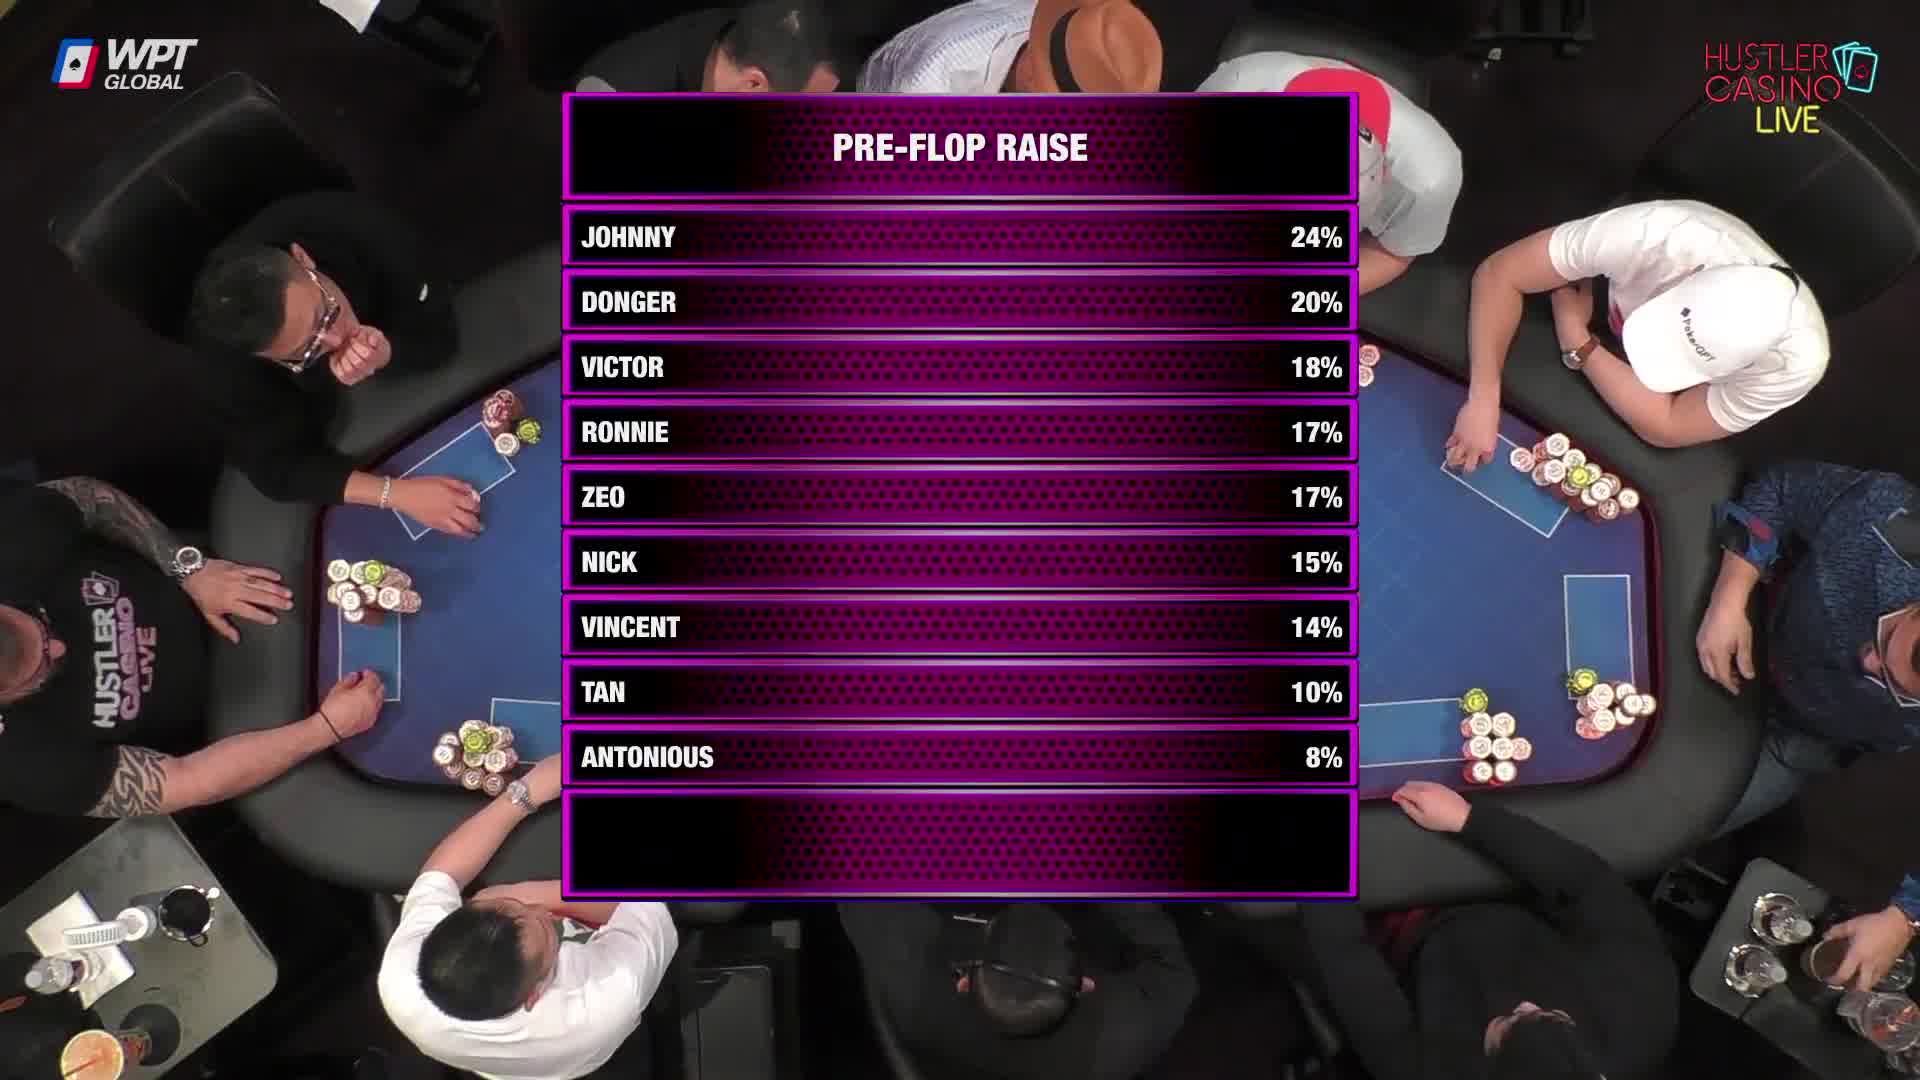 WPT
GLOBAL
HUSTLER
CASINO
LIVE
PRE-FLOP RAISE
JOHNNY 24%
DONGER 20%
VICTOR 18%
RONNIE 17%
ZEO 17%
NICK 15%
VINCENT 14%
TAN 10%
ANTONIOUS 8%
PokerGPT
HUSTLER
CASINO
LIVE